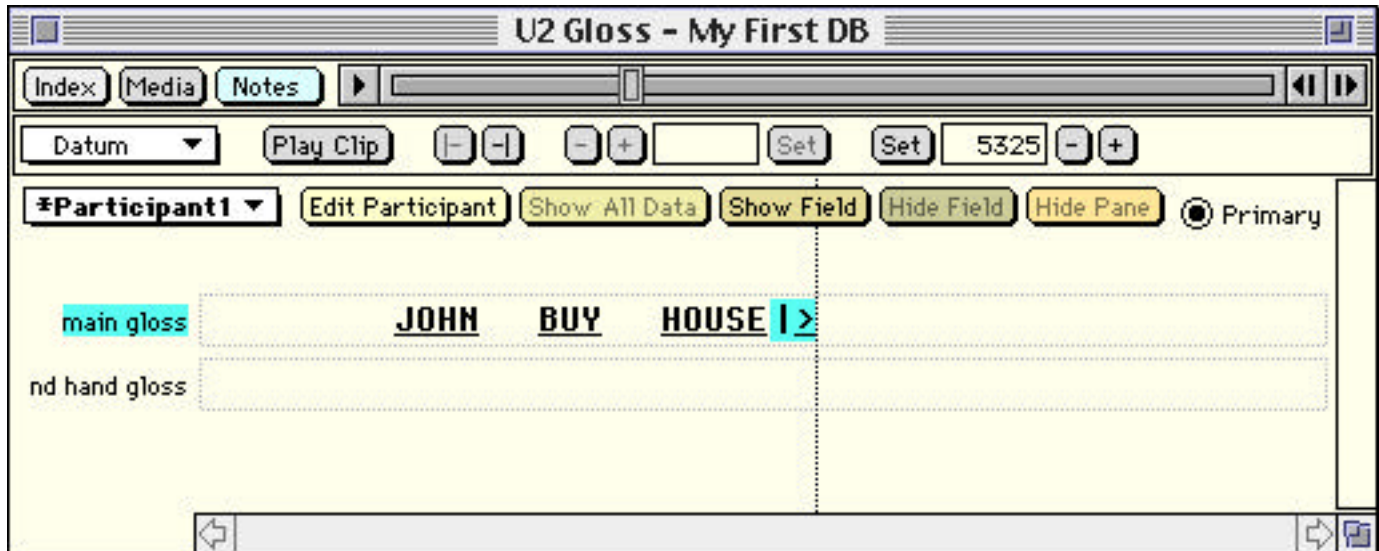 U2 Gloss - My First DB
Index Media Notes
Datum Play Clip |- -| - + Set Set 5325 - +
*Participant1 Edit Participant Show All Data Show Field Hide Field Hide Pane Primary
main gloss JOHN BUY HOUSE |>
nd hand gloss